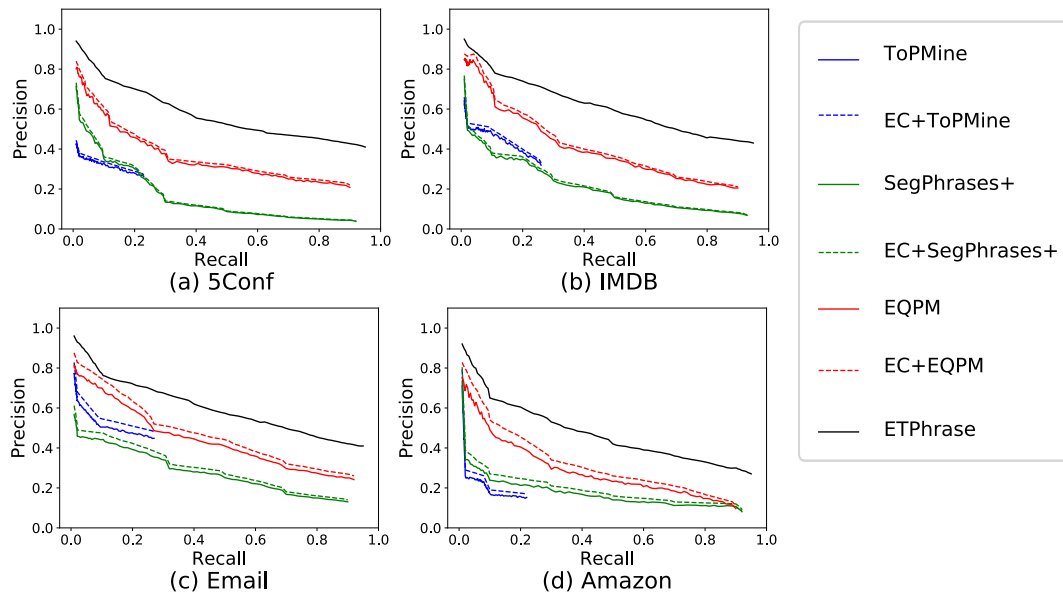 1.0
0.8
0.6
0.4
0.2
0.0
Precision
0.0 0.2 0.4 0.6 0.8 1.0
Recall
(a) 5Conf
1.0
0.8
0.6
0.4
0.2
0.0
Precision
0.0 0.2 0.4 0.6 0.8 1.0
Recall
(b) IMDB
1.0
0.8
0.6
0.4
0.2
0.0
Precision
0.0 0.2 0.4 0.6 0.8 1.0
Recall
(c) Email
1.0
0.8
0.6
0.4
0.2
0.0
Precision
0.0 0.2 0.4 0.6 0.8 1.0
Recall
(d) Amazon
ToPMine
EC+ToPMine
SegPhrases+
EC+SegPhrases+
EQPM
EC+EQPM
ETPhrase